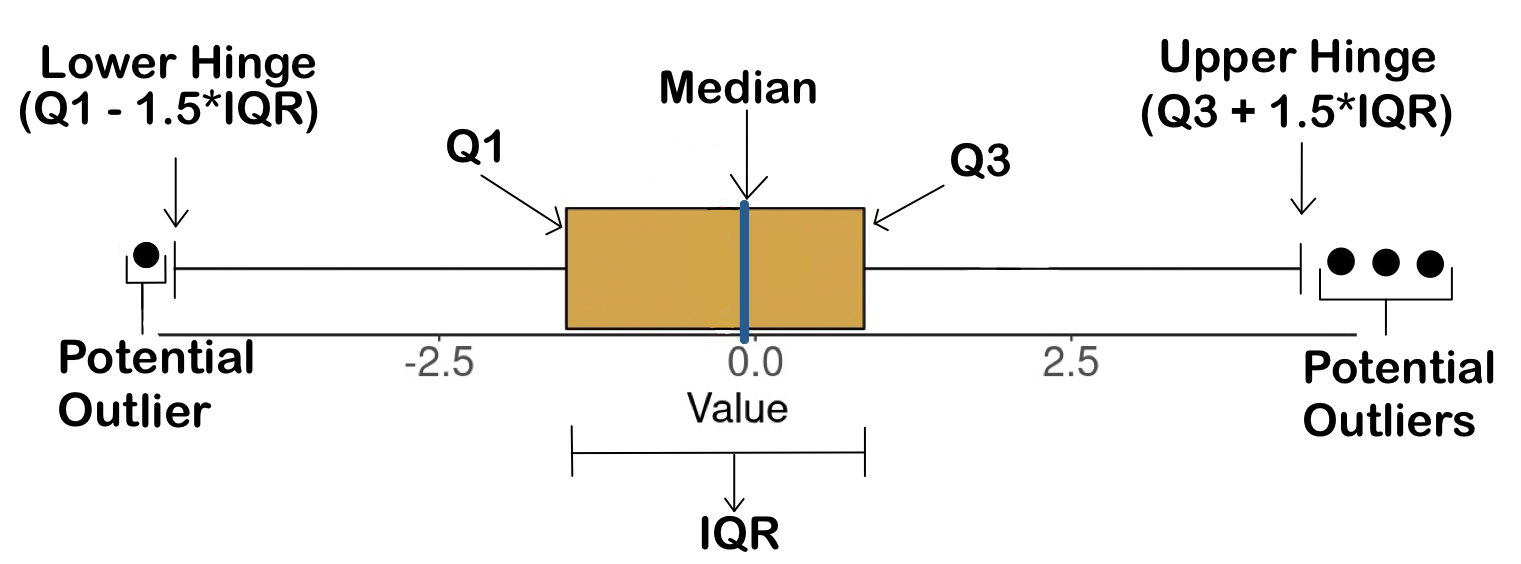 Lower Hinge
(Q1 - 1.5*IQR)
Q1
Median
Q3
Upper Hinge
(Q3 + 1.5*IQR)
Potential
Outlier
-2.5
0.0
2.5
Value
Potential
Outliers
IQR